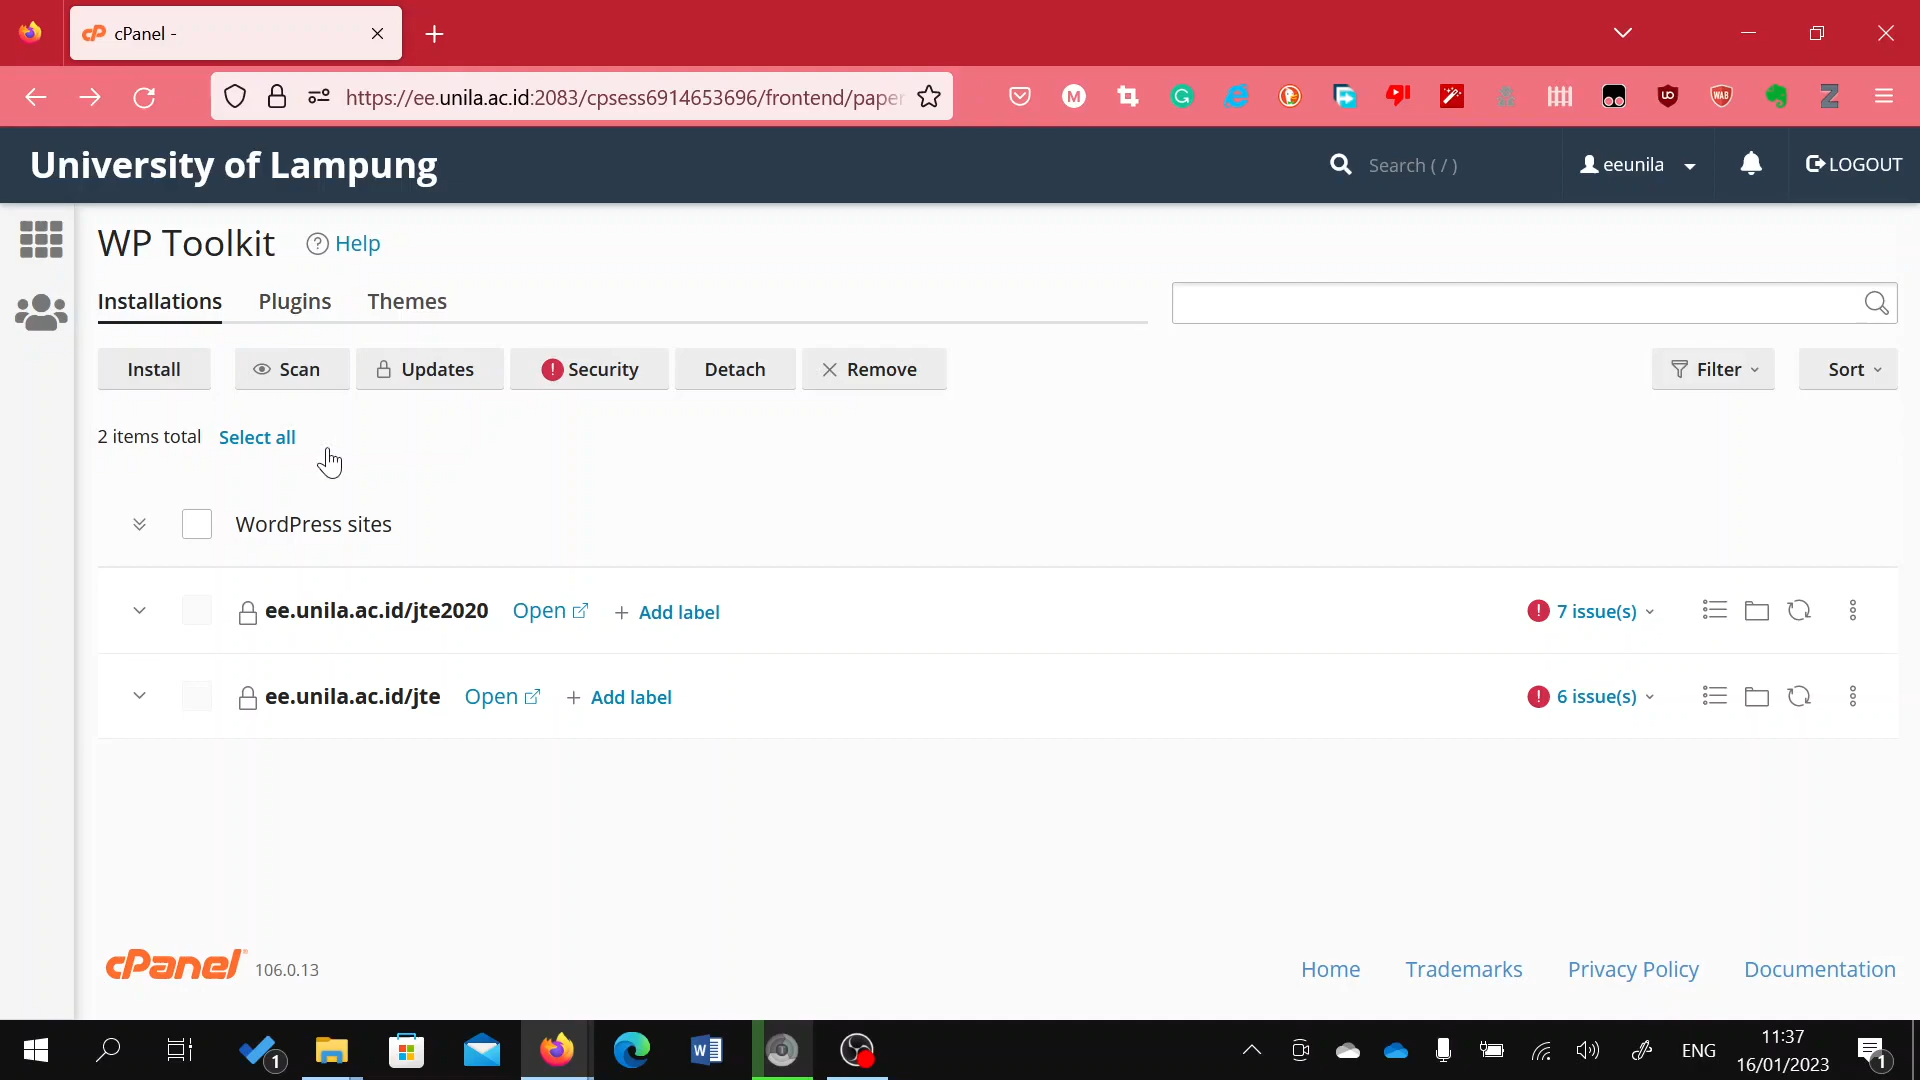 cPanel -
https://ee.unila.ac.id:2083/cpsess6914653696/frontend/paper
University of Lampung
Search ( / )
eeunila
LOGOUT
WP Toolkit
? Help
Installations
Plugins
Themes
Install
Scan
Updates
! Security
Detach
Remove
Filter
Sort
2 items total Select all
WordPress sites
ee.unila.ac.id/jte2020 Open + Add label ! 7 issue(s)
ee.unila.ac.id/jte Open + Add label ! 6 issue(s)
cPanel 106.0.13
Home
Trademarks
Privacy Policy
Documentation
1
ENG
11:37
16/01/2023
1